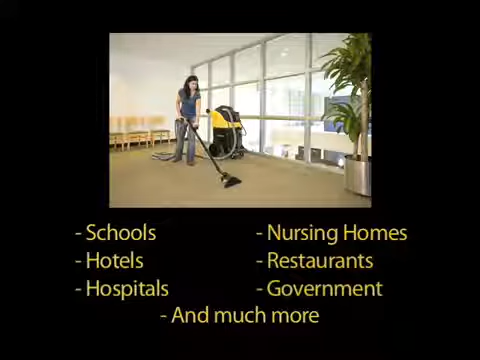 - Schools
- Nursing Homes
- Hotels
- Restaurants
- Hospitals
- Government
- And much more